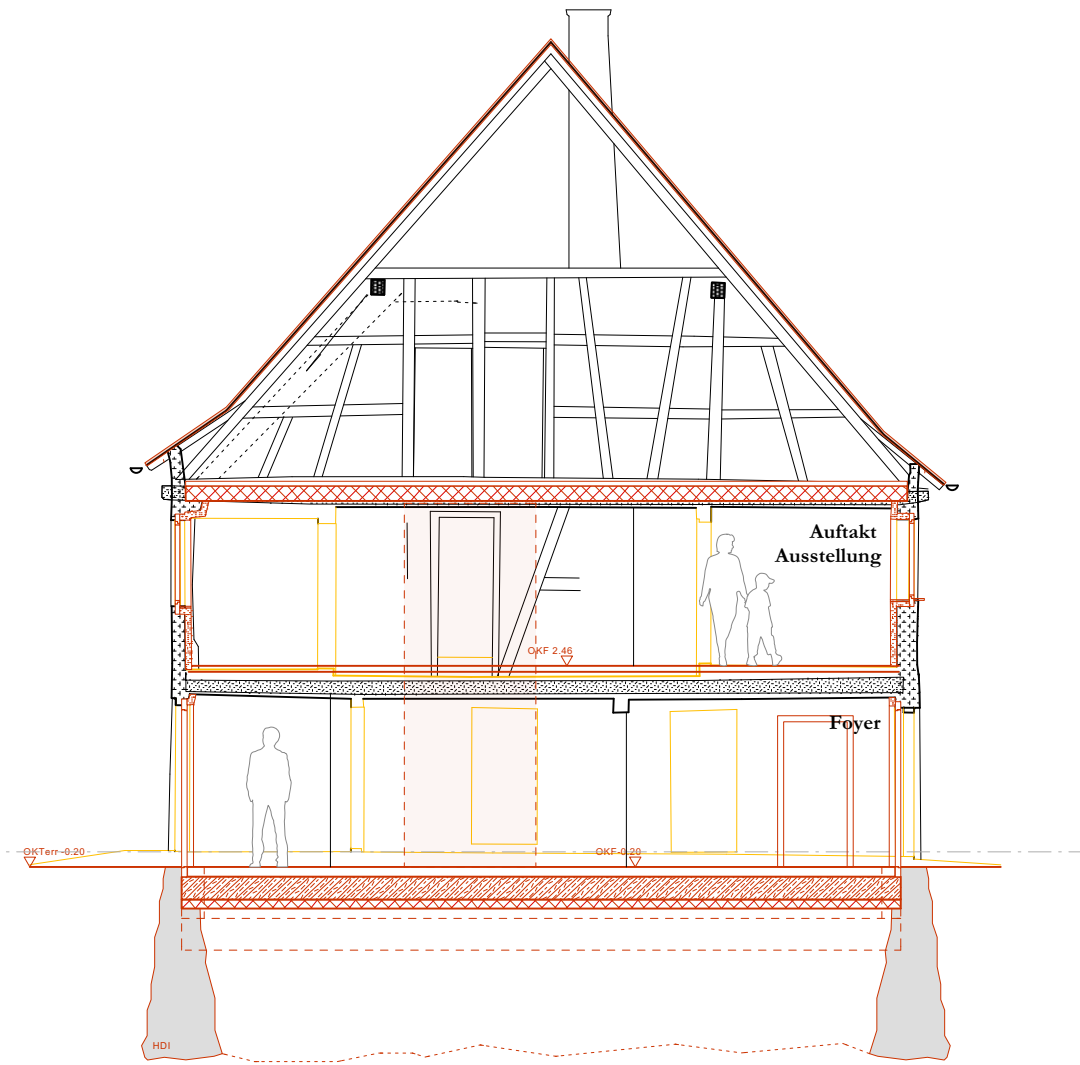 Auftakt
Ausstellung
OKF 2.46
Foyer
OKTerr -0.20
OKF-0.20
HDI